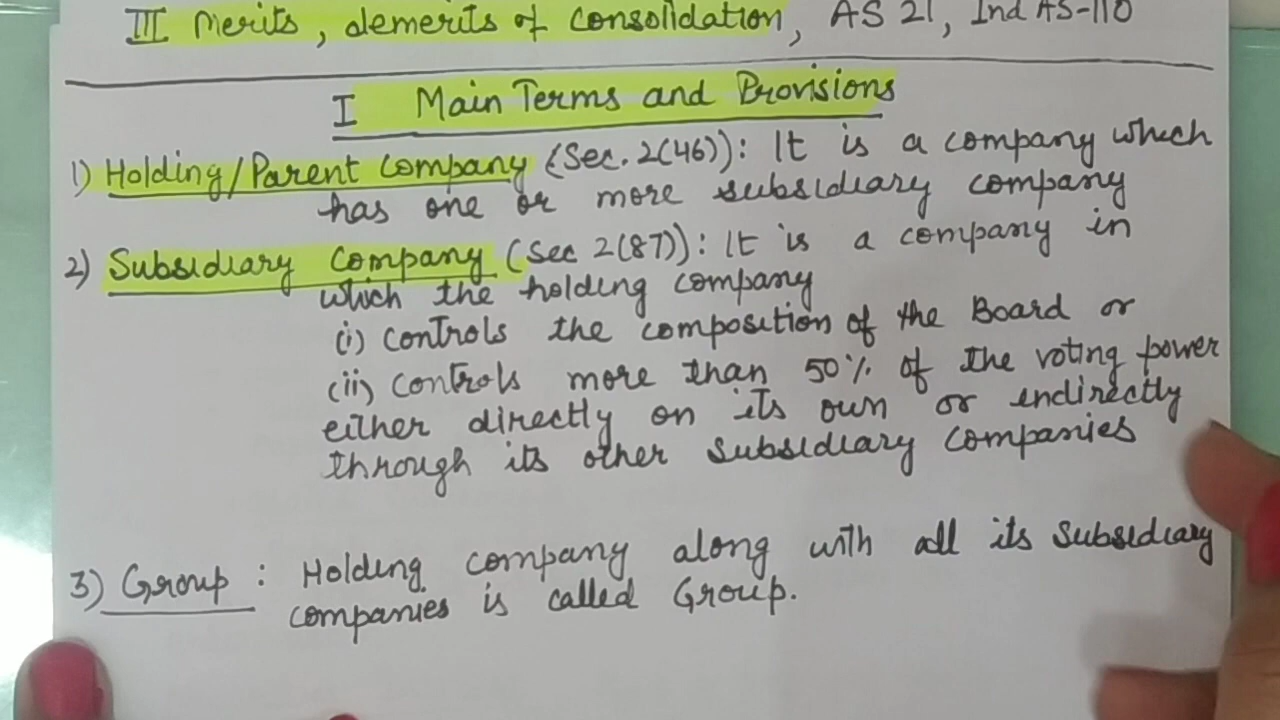 III Merits, demerits of consolidation, AS 21, Ind AS-110
I Main Terms and Provisions
1) Holding/Parent Company (Sec. 2(46)): It is a company which
has one or more subsidiary company
2) Subsidiary Company (Sec 2(87)): It is a company in
which the holding company
(i) controls the composition of the Board or
(ii) controls more than 50% of the voting power
either directly on its own or indirectly
through its other subsidiary companies
3) Group : Holding company along with all its Subsidiary
companies is called Group.